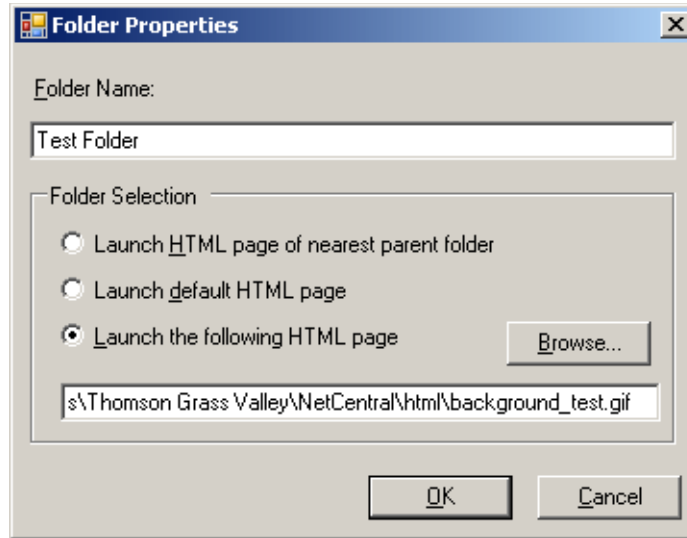 Folder Properties
Folder Name:
Test Folder
Folder Selection
Launch HTML page of nearest parent folder
Launch default HTML page
Launch the following HTML page
Browse...
s\Thomson Grass Valley\NetCentral\html\background_test.gif
OK
Cancel